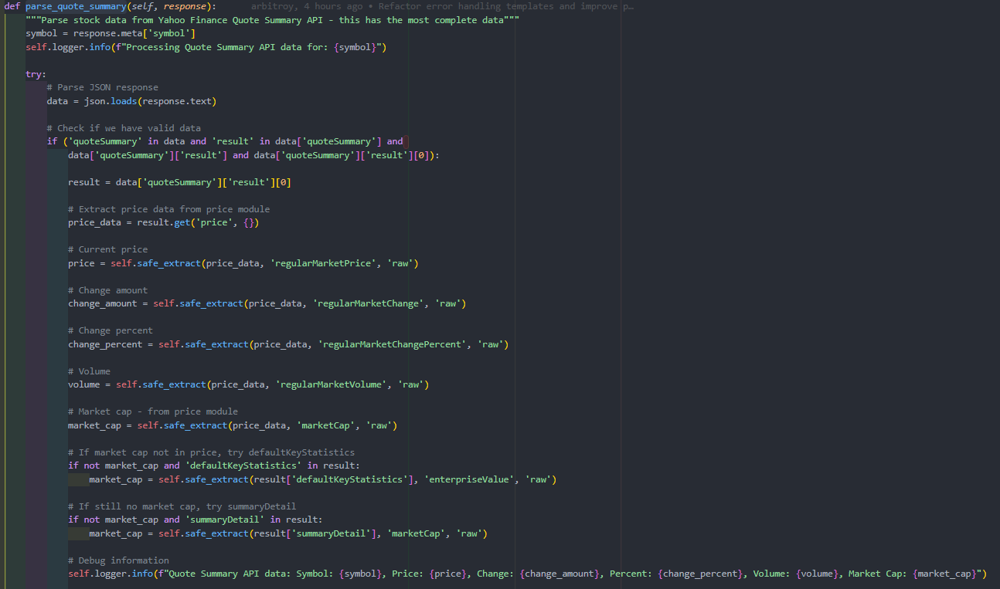 def parse_quote_summary(self, response):     arbitroy, 4 hours ago • Refactor error handling templates and improve p…
"""Parse stock data from Yahoo Finance Quote Summary API - this has the most complete data"""
symbol = response.meta['symbol']
self.logger.info(f"Processing Quote Summary API data for: {symbol}")
try:
# Parse JSON response
data = json.loads(response.text)
# Check if we have valid data
if ('quoteSummary' in data and 'result' in data['quoteSummary'] and
data['quoteSummary']['result'] and data['quoteSummary']['result'][0]):
result = data['quoteSummary']['result'][0]
# Extract price data from price module
price_data = result.get('price', {})
# Current price
price = self.safe_extract(price_data, 'regularMarketPrice', 'raw')
# Change amount
change_amount = self.safe_extract(price_data, 'regularMarketChange', 'raw')
# Change percent
change_percent = self.safe_extract(price_data, 'regularMarketChangePercent', 'raw')
# Volume
volume = self.safe_extract(price_data, 'regularMarketVolume', 'raw')
# Market cap - from price module
market_cap = self.safe_extract(price_data, 'marketCap', 'raw')
# If market cap not in price, try defaultKeyStatistics
if not market_cap and 'defaultKeyStatistics' in result:
market_cap = self.safe_extract(result['defaultKeyStatistics'], 'enterpriseValue', 'raw')
# If still no market cap, try summaryDetail
if not market_cap and 'summaryDetail' in result:
market_cap = self.safe_extract(result['summaryDetail'], 'marketCap', 'raw')
# Debug information
self.logger.info(f"Quote Summary API data: Symbol: {symbol}, Price: {price}, Change: {change_amount}, Percent: {change_percent}, Volume: {volume}, Market Cap: {market_cap}")